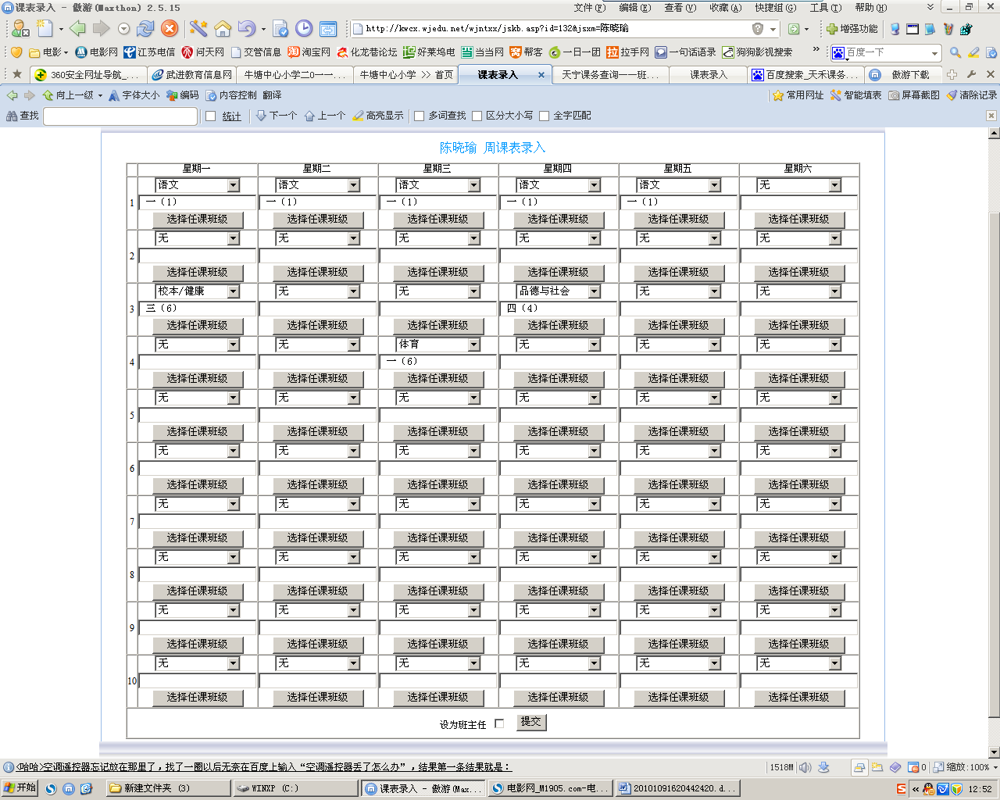 课表录入 - 傲游(Maxthon) 2.5.15
文件(F) 编辑(E) 查看(V) 收藏(A) 快捷组(G) 工具(T) 帮助(H)
http://kwcx.wjedu.net/wjntxx/jskb.asp?id=132&jsxm=陈晓瑜 增强功能
电影 电影网 江苏电信 问天网 交管信息 淘宝网 化龙巷论坛 好莱坞电 当当网 帮客 一日一团 拉手网 一句话语录 狗狗影视搜索 » 百度一下
360安全网址导航_... 武进教育信息网 牛塘中心小学二0一一... 牛塘中心小学 >> 首页 课表录入 天宁课务查询一一班... 课表录入 百度搜索_天禾课务... 傲游下载
向上一级 字体大小 编码 内容控制 翻译 常用网址 智能填表 屏幕截图 清除记录
查找 统计 下一个 上一个 高亮显示 多词查找 区分大小写 全字匹配
陈晓瑜 周课表录入
星期一 星期二 星期三 星期四 星期五 星期六
语文 语文 语文 语文 语文 无
1 一（1） 一（1） 一（1） 一（1） 一（1）
选择任课班级 选择任课班级 选择任课班级 选择任课班级 选择任课班级 选择任课班级
无 无 无 无 无 无
2
选择任课班级 选择任课班级 选择任课班级 选择任课班级 选择任课班级 选择任课班级
校本/健康 无 无 品德与社会 无 无
3 三（6） 四（4）
选择任课班级 选择任课班级 选择任课班级 选择任课班级 选择任课班级 选择任课班级
无 无 体育 无 无 无
4 一（6）
选择任课班级 选择任课班级 选择任课班级 选择任课班级 选择任课班级 选择任课班级
无 无 无 无 无 无
5
选择任课班级 选择任课班级 选择任课班级 选择任课班级 选择任课班级 选择任课班级
无 无 无 无 无 无
6
选择任课班级 选择任课班级 选择任课班级 选择任课班级 选择任课班级 选择任课班级
无 无 无 无 无 无
7
选择任课班级 选择任课班级 选择任课班级 选择任课班级 选择任课班级 选择任课班级
无 无 无 无 无 无
8
选择任课班级 选择任课班级 选择任课班级 选择任课班级 选择任课班级 选择任课班级
无 无 无 无 无 无
9
选择任课班级 选择任课班级 选择任课班级 选择任课班级 选择任课班级 选择任课班级
无 无 无 无 无 无
10
选择任课班级 选择任课班级 选择任课班级 选择任课班级 选择任课班级 选择任课班级
设为班主任 提交
<哈哈>空调遥控器忘记放在那里了，找了一圈以后无奈在百度上输入“空调遥控器丢了怎么办”，结果第一条结果就是： 1518M 0 缩放:100%
开始 新建文件夹 (3) WINXP (C:) 课表录入 - 傲游(Max... 电影网_M1905.com-电... 20101091620442420.d... 12:52